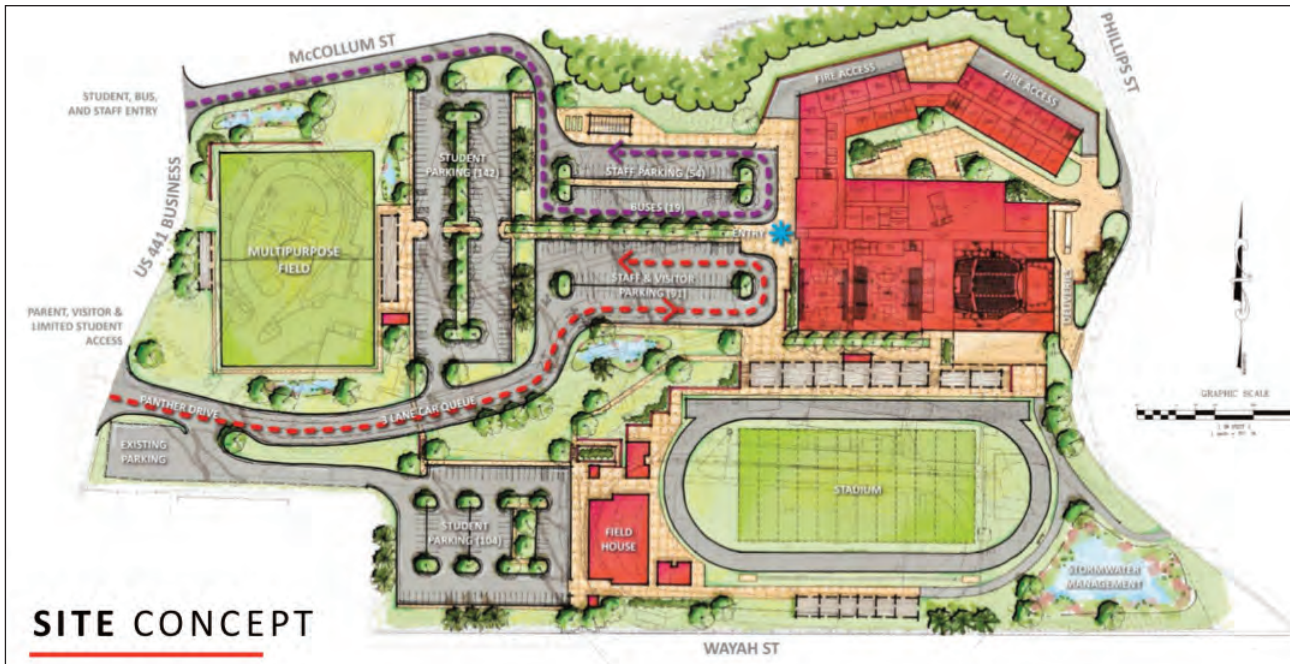 McCOLLUM ST
PHILLIPS ST
STUDENT, BUS,
AND STAFF ENTRY
FIRE ACCESS
FIRE ACCESS
US 441 BUSINESS
STUDENT
PARKING (142)
STAFF PARKING (54)
BUSES (19)
ENTRY
MULTIPURPOSE
FIELD
STAFF & VISITOR
PARKING (91)
DELIVERIES
PARENT, VISITOR &
LIMITED STUDENT
ACCESS
GRAPHIC SCALE
PANTHER DRIVE
3 LANE CAR QUEUE
EXISTING
PARKING
STADIUM
STUDENT
PARKING (104)
FIELD
HOUSE
STORMWATER
MANAGEMENT
SITE CONCEPT
WAYAH ST